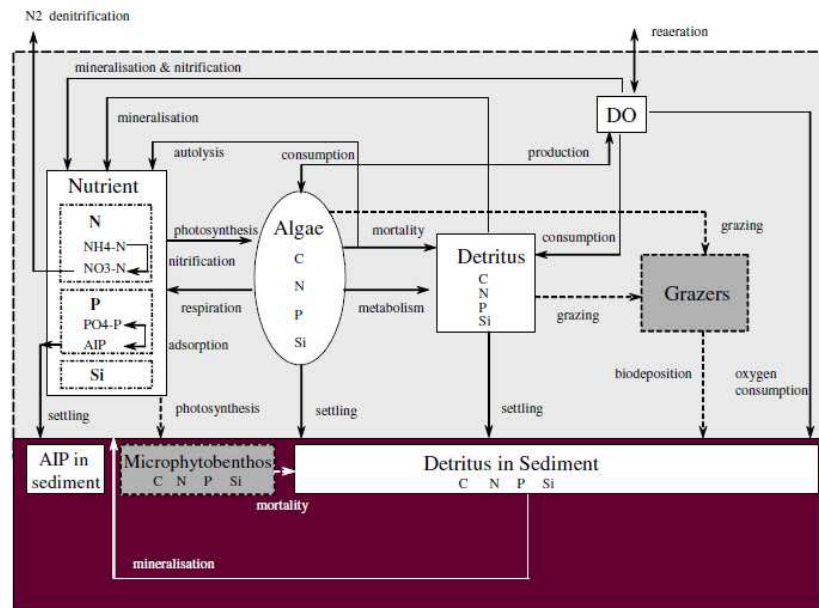 N2 denitrification
reaeration
mineralisation & nitrification
DO
mineralisation
autolysis
consumption
production
Nutrient
N
NH4-N
NO3-N
photosynthesis
nitrification
Algae
C
N
P
Si
mortality
consumption
grazing
Detritus
C
N
P
Si
Grazers
respiration
metabolism
grazing
P
PO4-P
AIP
adsorption
Si
biodeposition
oxygen
consumption
settling
photosynthesis
settling
settling
AIP in
sediment
Microphytobenthos
C N P Si
mortality
Detritus in Sediment
C N P Si
mineralisation